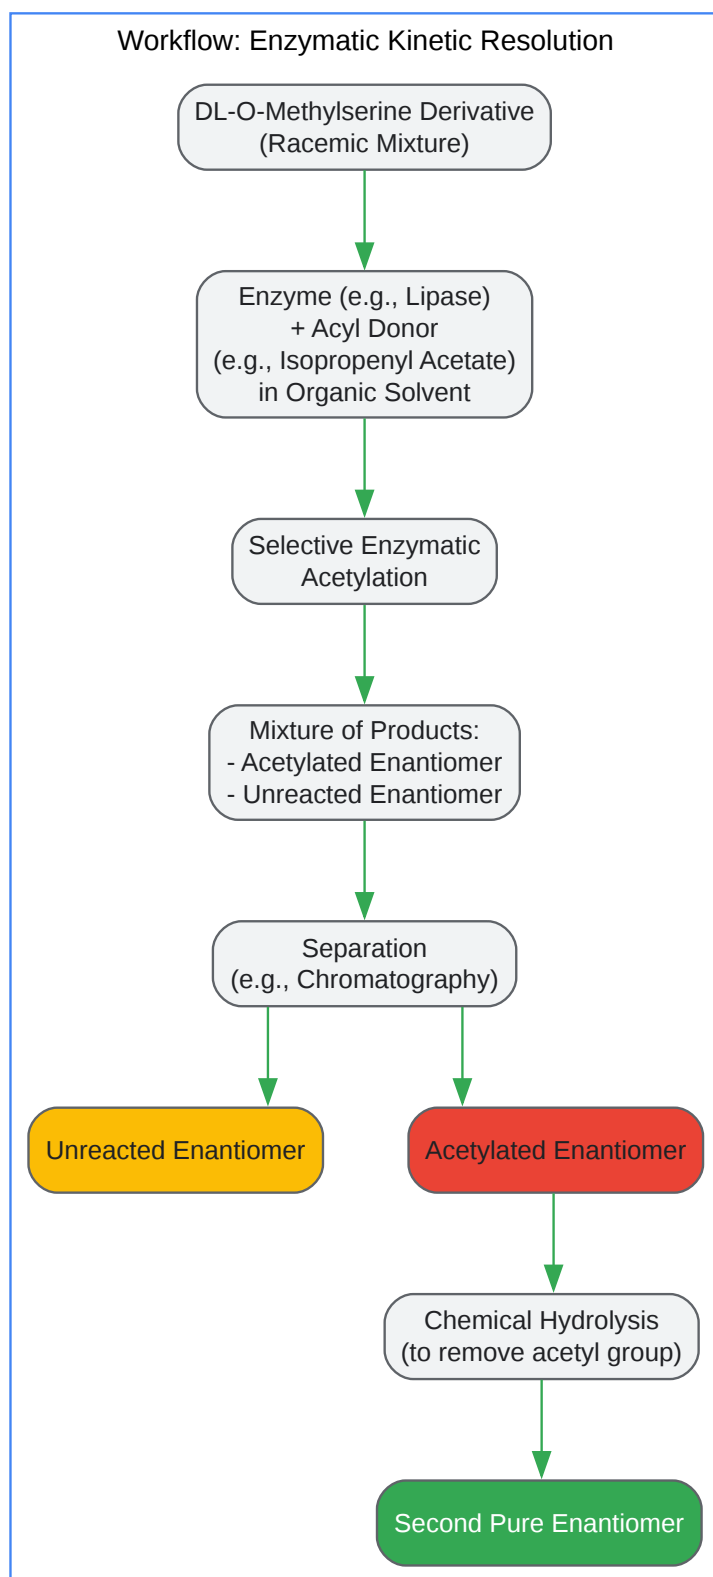 Workflow: Enzymatic Kinetic Resolution
DL-O-Methylserine Derivative
(Racemic Mixture)
Enzyme (e.g., Lipase)
+ Acyl Donor
(e.g., Isopropenyl Acetate)
in Organic Solvent
Selective Enzymatic
Acetylation
Mixture of Products:
- Acetylated Enantiomer
- Unreacted Enantiomer
Separation
(e.g., Chromatography)
Unreacted Enantiomer
Acetylated Enantiomer
Chemical Hydrolysis
(to remove acetyl group)
Second Pure Enantiomer